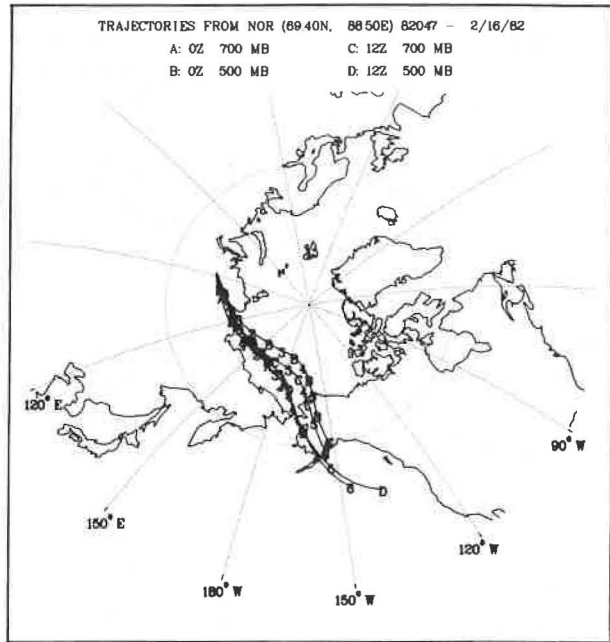 TRAJECTORIES FROM NOR (69.40N, 88.50E) 82047 - 2/16/82
A: 0Z 700 MB C: 12Z 700 MB
B: 0Z 500 MB D: 12Z 500 MB
120° E
150° E
180° W
150° W
120° W
90° W
D